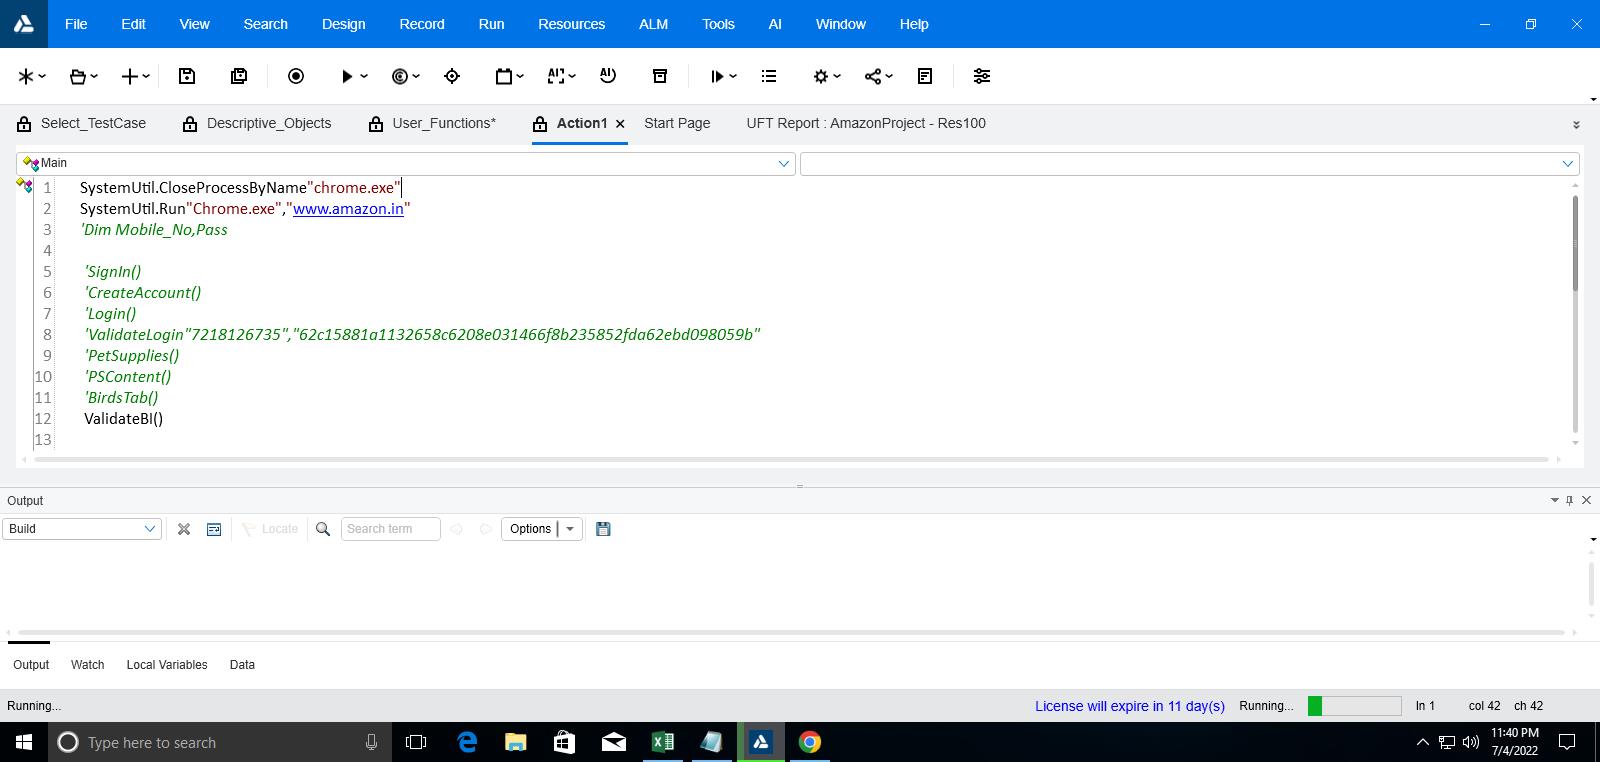 File Edit View Search Design Record Run Resources ALM Tools AI Window Help
Select_TestCase Descriptive_Objects User_Functions* Action1 Start Page UFT Report : AmazonProject - Res100
Main
1 SystemUtil.CloseProcessByName"chrome.exe"
2 SystemUtil.Run"Chrome.exe","www.amazon.in"
3 'Dim Mobile_No,Pass
4
5 'SignIn()
6 'CreateAccount()
7 'Login()
8 'ValidateLogin"7218126735","62c15881a1132658c6208e031466f8b235852fda62ebd098059b"
9 'PetSupplies()
10 'PSContent()
11 'BirdsTab()
12 ValidateBI()
13
Output
Build Locate Search term Options
Output Watch Local Variables Data
Running... License will expire in 11 day(s) Running... ln 1 col 42 ch 42
Type here to search 11:40 PM
7/4/2022